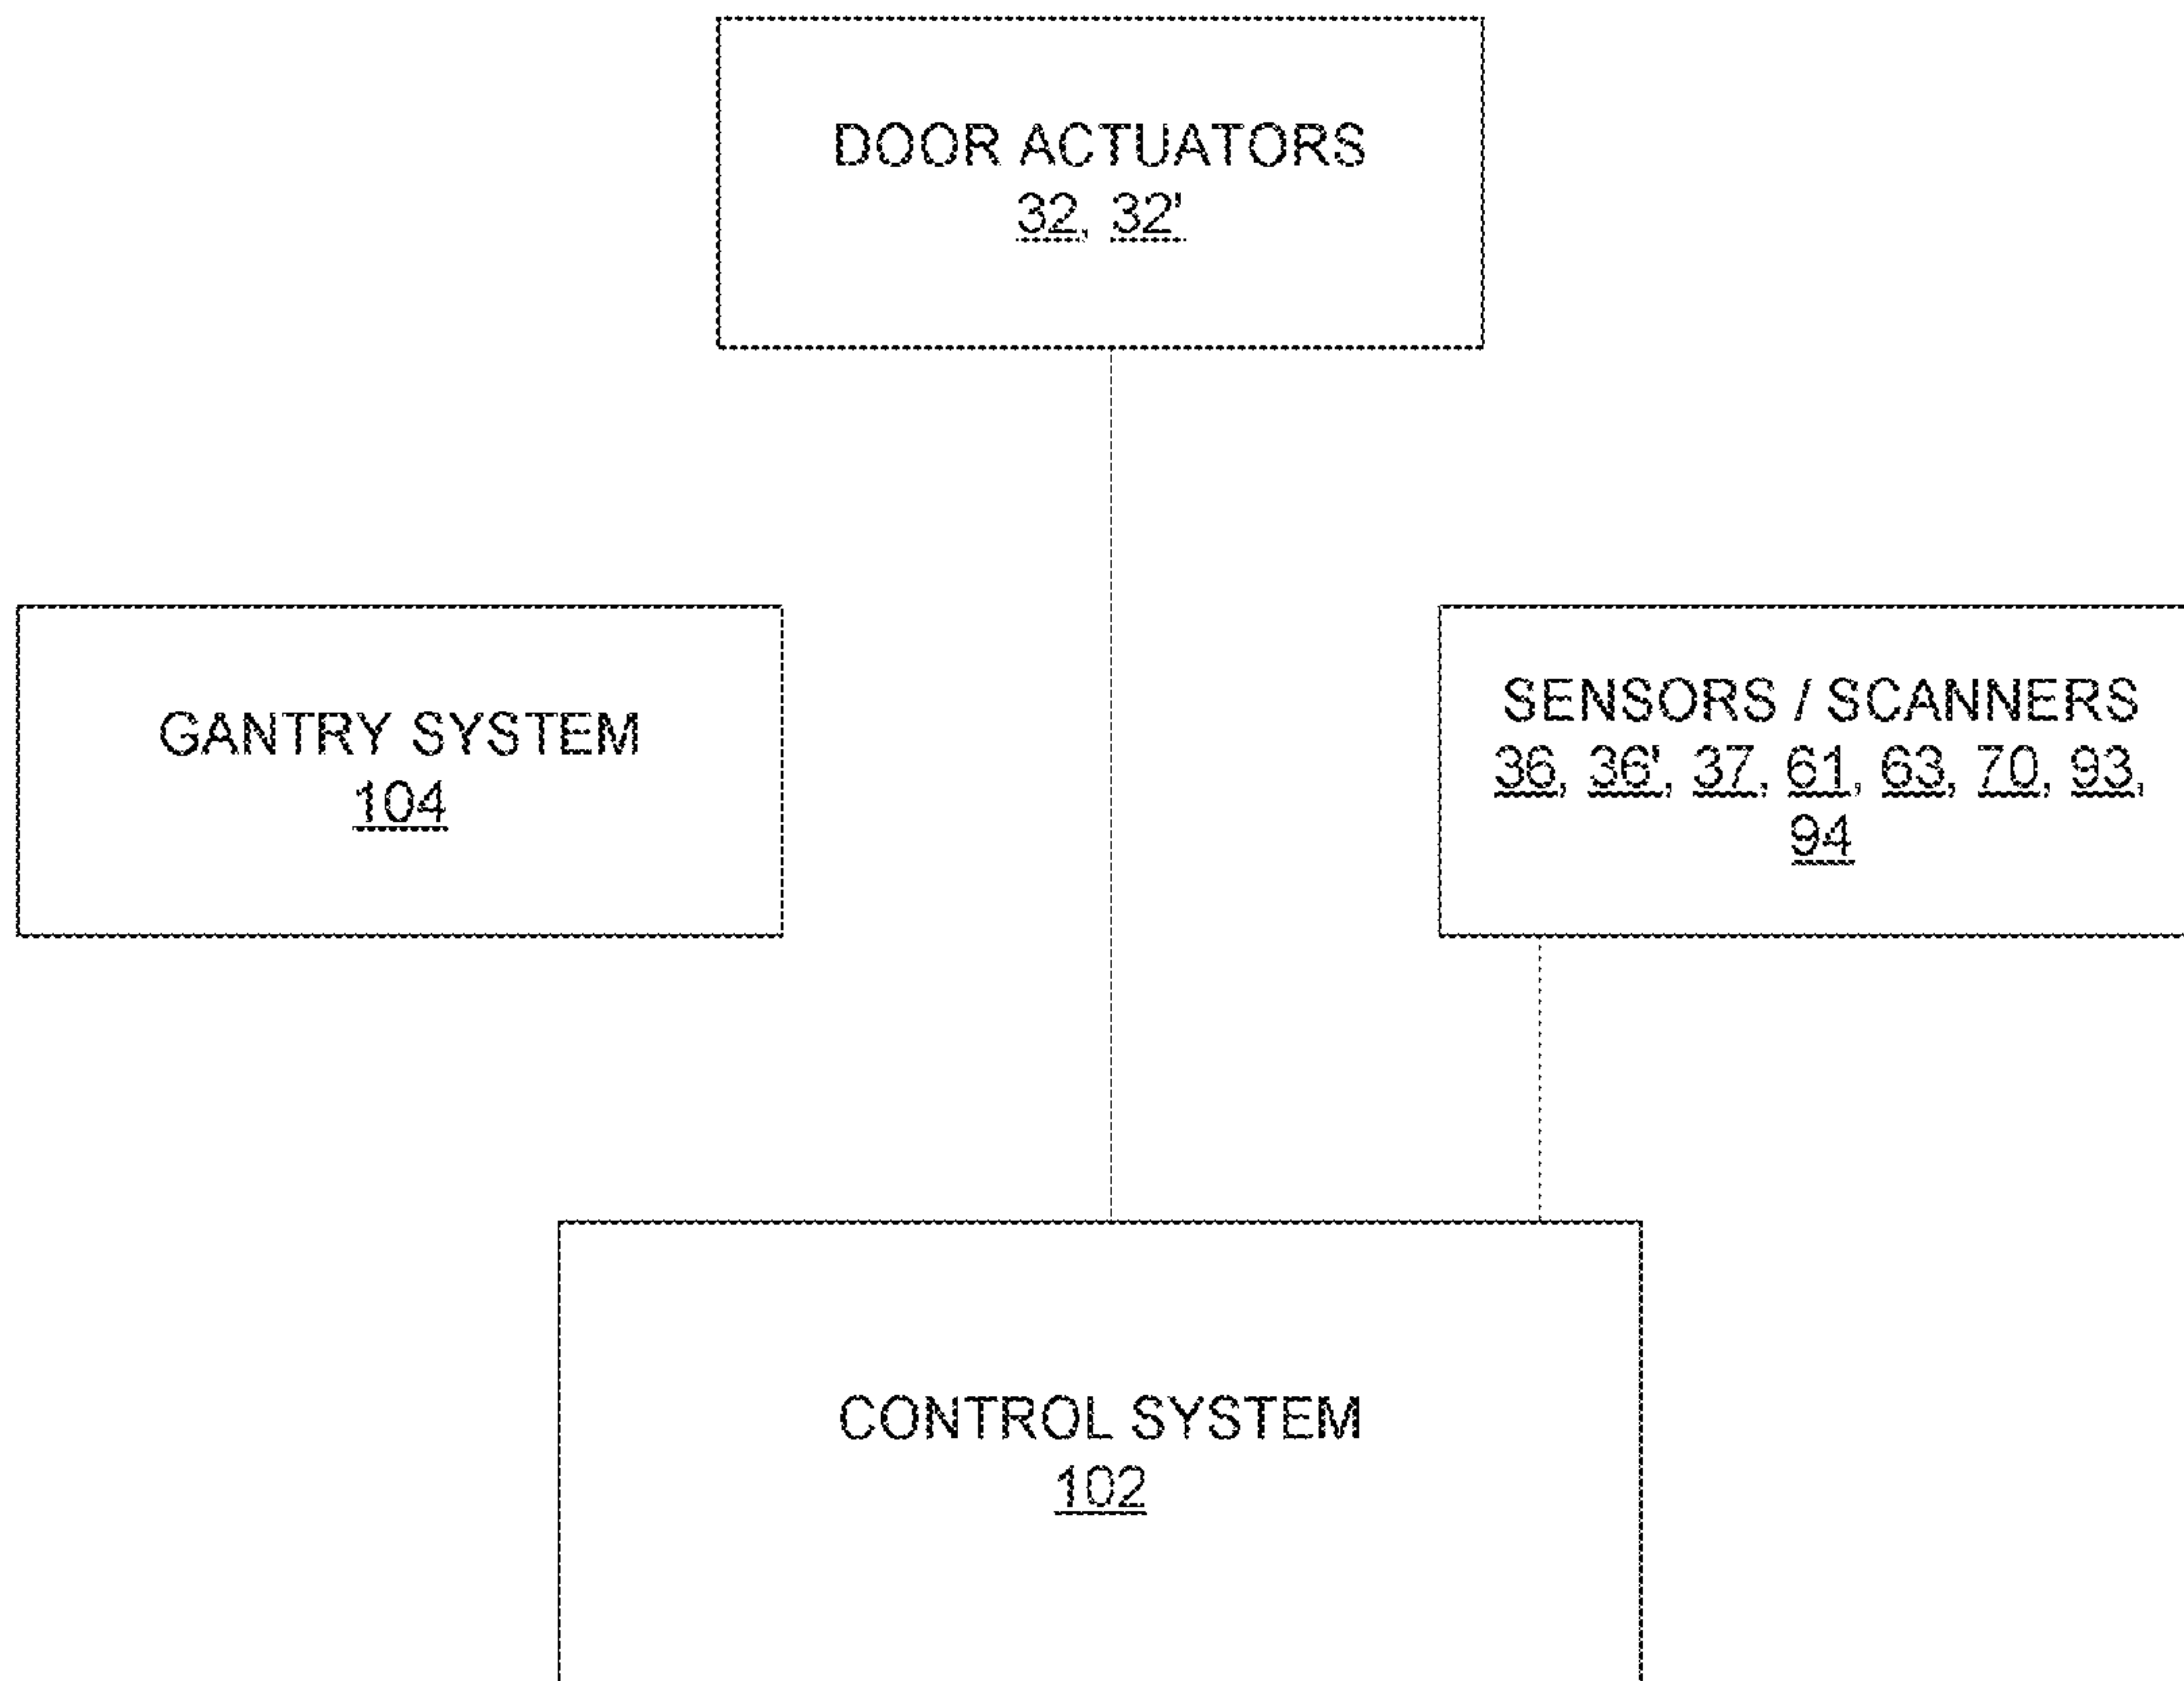 DOOR ACTUATORS
32, 32'
GANTRY SYSTEM
104
SENSORS / SCANNERS
36, 36', 37, 61, 63, 70, 93,
94
CONTROL SYSTEM
102